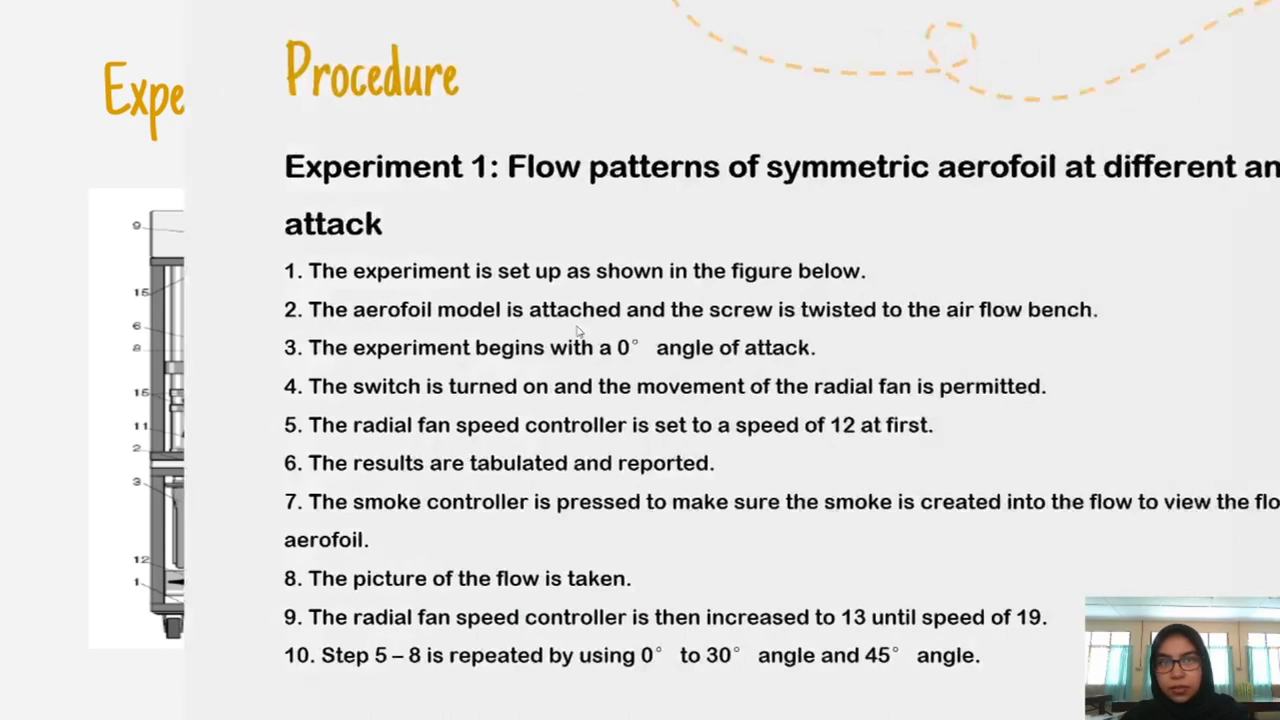 Expe
Procedure
Experiment 1: Flow patterns of symmetric aerofoil at different an
attack
1. The experiment is set up as shown in the figure below.
2. The aerofoil model is attached and the screw is twisted to the air flow bench.
3. The experiment begins with a 0° angle of attack.
4. The switch is turned on and the movement of the radial fan is permitted.
5. The radial fan speed controller is set to a speed of 12 at first.
6. The results are tabulated and reported.
7. The smoke controller is pressed to make sure the smoke is created into the flow to view the flo
aerofoil.
8. The picture of the flow is taken.
9. The radial fan speed controller is then increased to 13 until speed of 19.
10. Step 5 – 8 is repeated by using 0° to 30° angle and 45° angle.
9
15
6
8
15
11
2
3
12
1